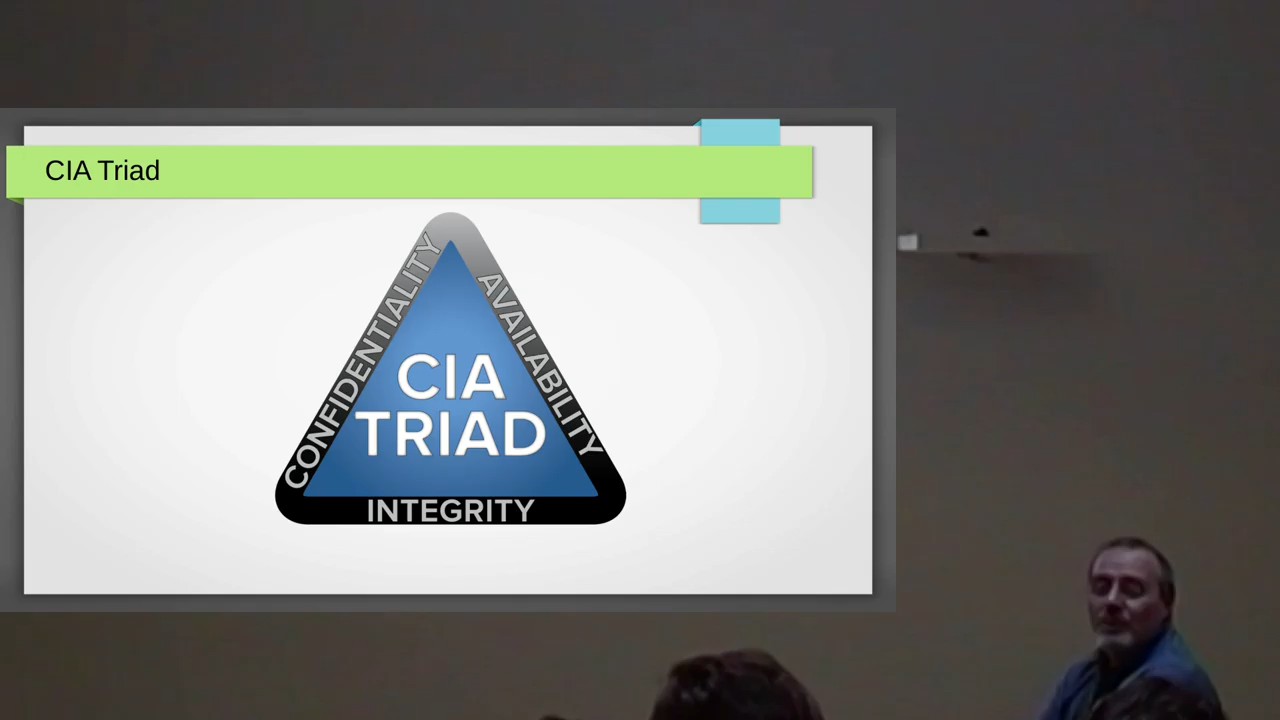 CIA Triad
CONFIDENTIALITY
AVAILABILITY
CIA
TRIAD
INTEGRITY